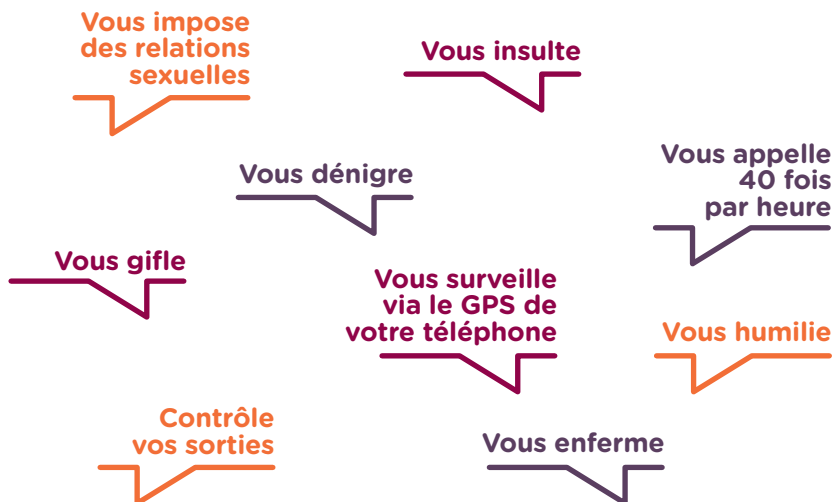 Vous impose
des relations
sexuelles
Vous insulte
Vous dénigre
Vous appelle
40 fois
par heure
Vous gifle
Vous surveille
via le GPS de
votre téléphone
Vous humilie
Contrôle
vos sorties
Vous enferme